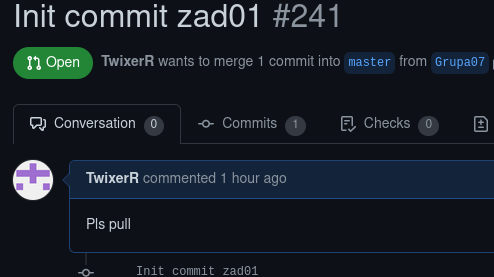 Init commit zad01 #241
Open TwixerR wants to merge 1 commit into master from Grupa07
Conversation 0 Commits 1 Checks 0
TwixerR commented 1 hour ago
Pls pull
Init commit zad01